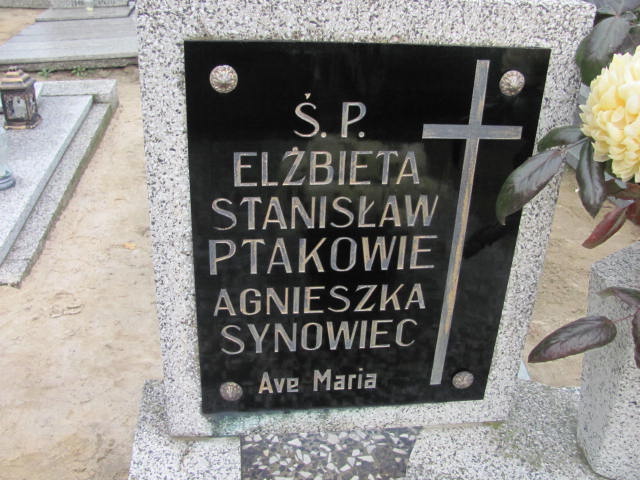 Ś. P.
ELŻBIETA
STANISŁAW
PTAKOWIE
AGNIESZKA
SYNOWIEC
Ave Maria